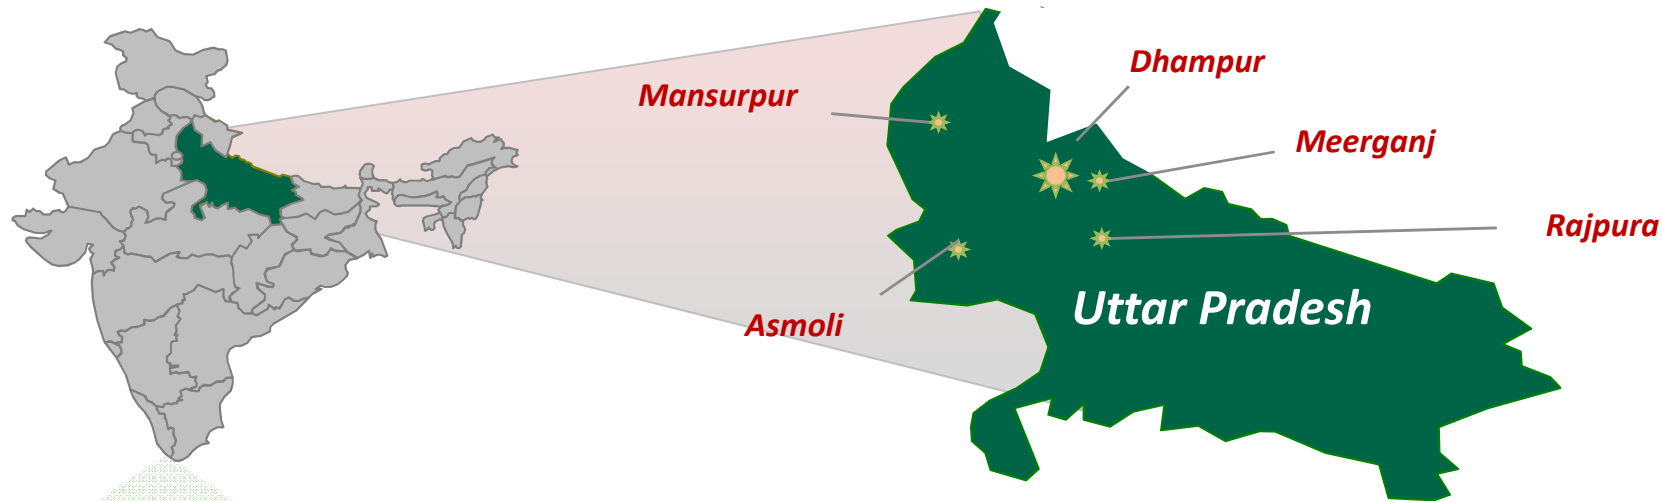 Dhampur
Mansurpur
Meerganj
Rajpura
Uttar Pradesh
Asmoli